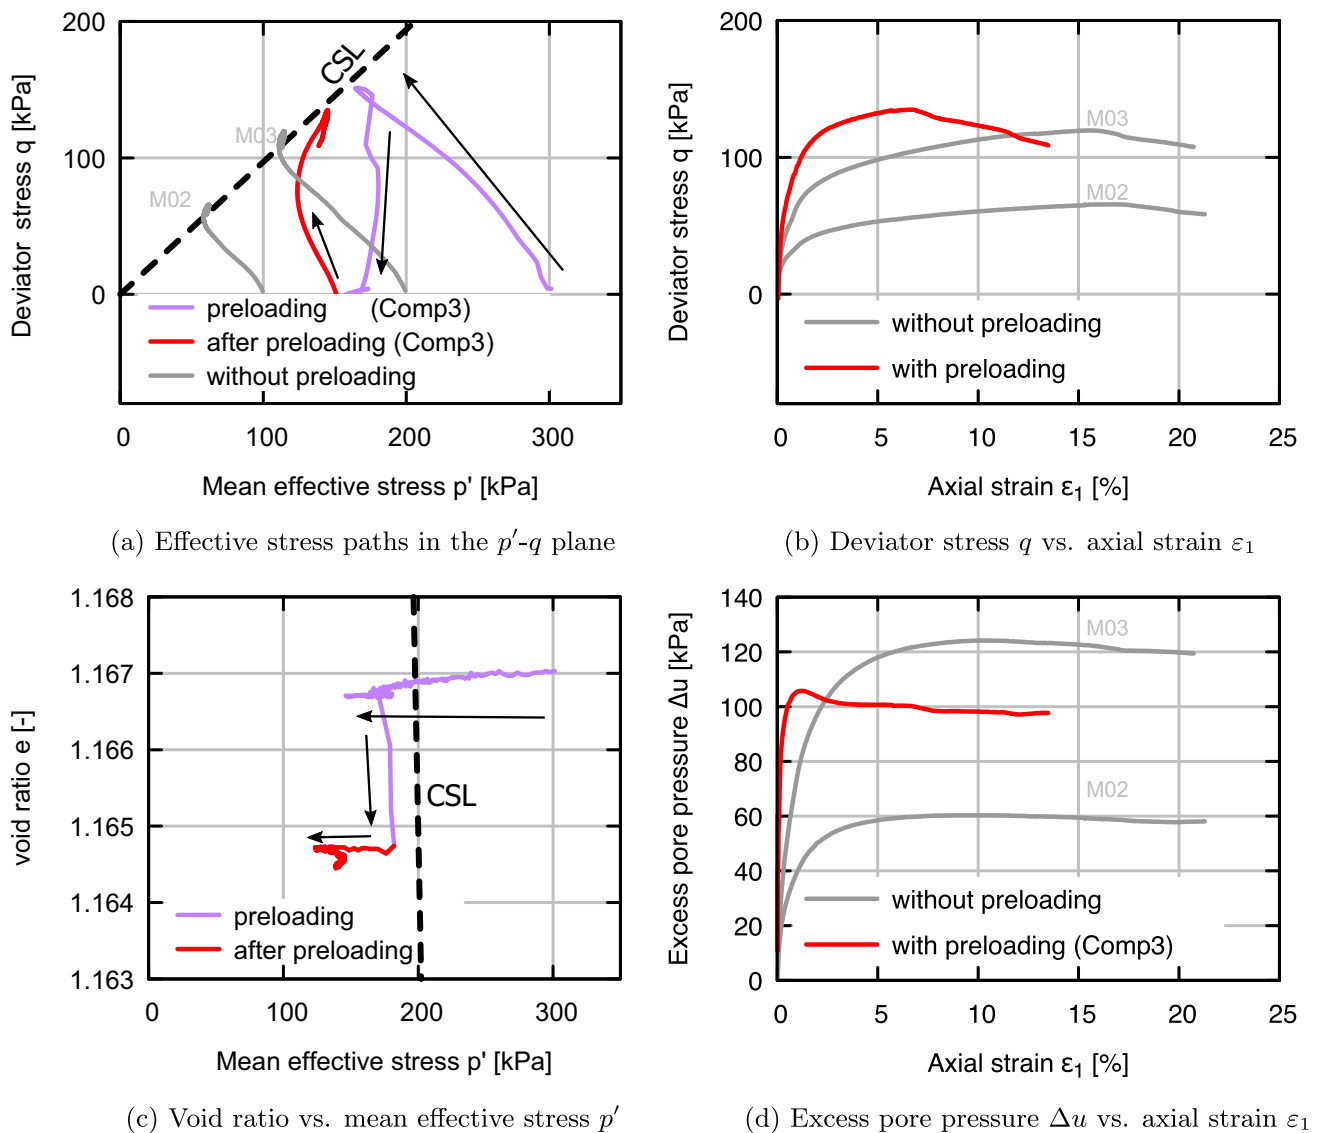 200
100
0
Deviator stress q [kPa]
CSL
M03
M02
preloading (Comp3)
after preloading (Comp3)
without preloading
0 100 200 300
Mean effective stress p' [kPa]
(a) Effective stress paths in the p′-q plane
200
100
0
Deviator stress q [kPa]
M03
M02
without preloading
with preloading
0 5 10 15 20 25
Axial strain ε₁ [%]
(b) Deviator stress q vs. axial strain ε₁
1.168
1.167
1.166
1.165
1.164
1.163
void ratio e [-]
CSL
preloading
after preloading
0 100 200 300
Mean effective stress p' [kPa]
(c) Void ratio vs. mean effective stress p′
140
120
100
80
60
40
20
0
Excess pore pressure Δu [kPa]
M03
M02
without preloading
with preloading (Comp3)
0 5 10 15 20 25
Axial strain ε₁ [%]
(d) Excess pore pressure Δu vs. axial strain ε₁